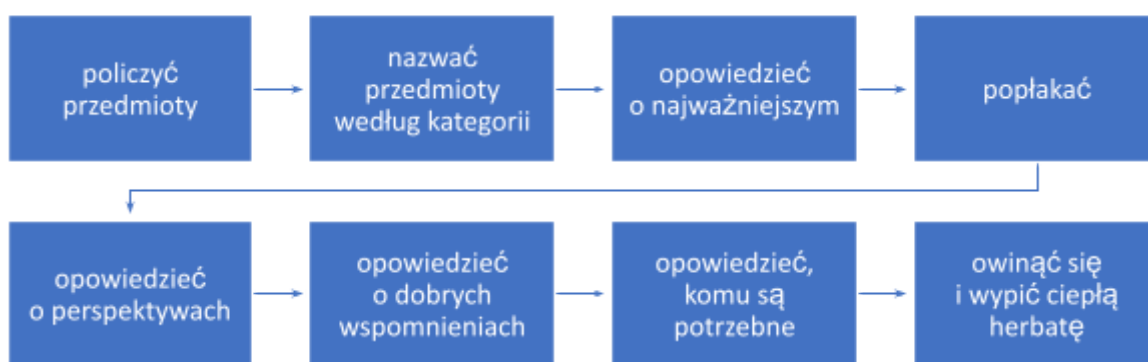 policzyć
przedmioty
nazwać
przedmioty
według kategorii
opowiedzieć
o najważniejszym
popłakać
opowiedzieć
o perspektywach
opowiedzieć
o dobrych
wspomnieniach
opowiedzieć,
komu są
potrzebne
owinąć się
i wypić ciepłą
herbatę